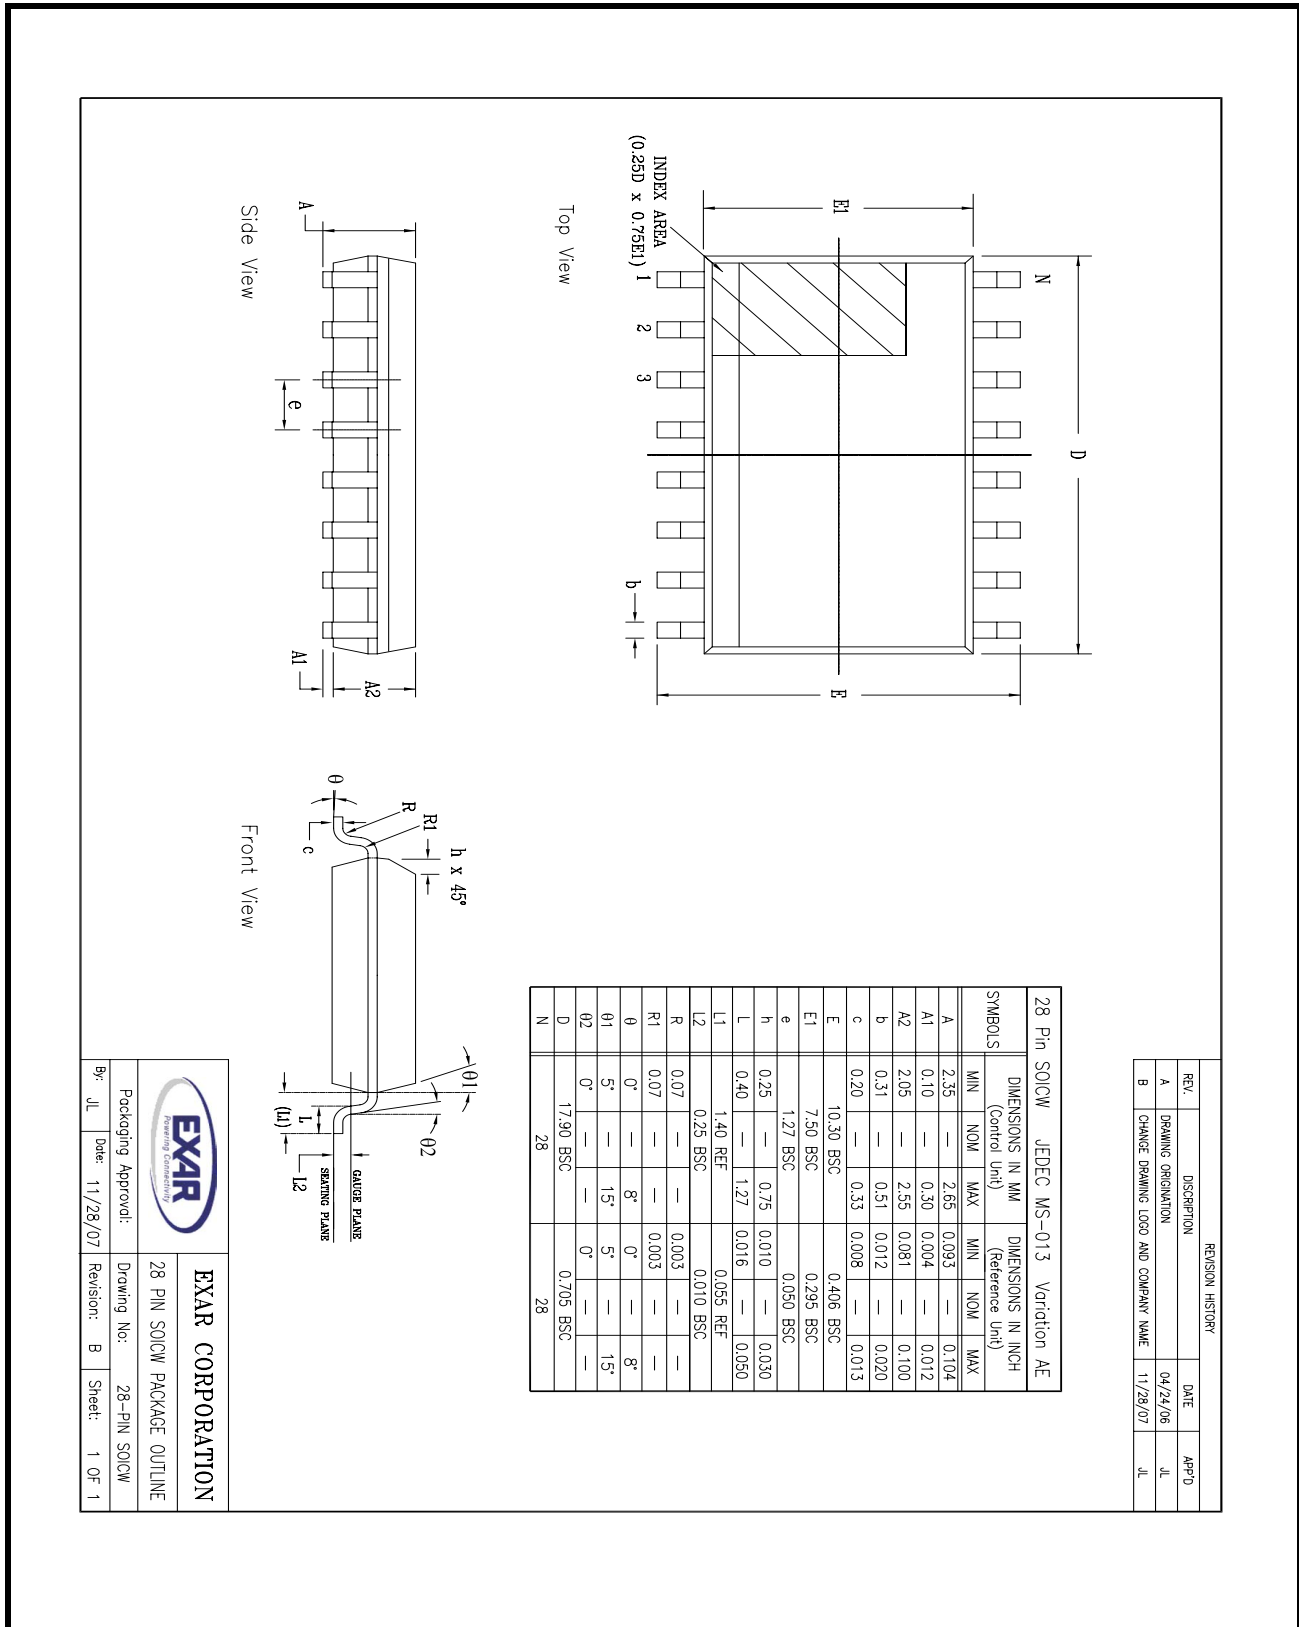 REVISION HISTORY
REV. DISCRIPTION DATE APP'D
A DRAWING ORIGINATION 04/24/06 JL
B CHANGE DRAWING LOGO AND COMPANY NAME 11/28/07 JL
N
D
E1
E
INDEX AREA
(0.25D x 0.75E1)
1
2
3
b
Top View
A
e
A1
A2
Side View
h x 45°
R1
R
θ
c
θ1
θ2
L
(L1)
L2
GAUGE PLANE
SEATING PLANE
Front View
28 Pin SOICW JEDEC MS-013 Variation AE
SYMBOLS DIMENSIONS IN MM (Control Unit) DIMENSIONS IN INCH (Reference Unit)
MIN NOM MAX MIN NOM MAX
A 2.35 — 2.65 0.093 — 0.104
A1 0.10 — 0.30 0.004 — 0.012
A2 2.05 — 2.55 0.081 — 0.100
b 0.31 — 0.51 0.012 — 0.020
c 0.20 — 0.33 0.008 — 0.013
E 10.30 BSC 0.406 BSC
E1 7.50 BSC 0.295 BSC
e 1.27 BSC 0.050 BSC
h 0.25 — 0.75 0.010 — 0.030
L 0.40 — 1.27 0.016 — 0.050
L1 1.40 REF 0.055 REF
L2 0.25 BSC 0.010 BSC
R 0.07 — — 0.003 — —
R1 0.07 — — 0.003 — —
θ 0° — 8° 0° — 8°
θ1 5° — 15° 5° — 15°
θ2 0° — — 0° — —
D 17.90 BSC 0.705 BSC
N 28 28
EXAR
Powering Connectivity
EXAR CORPORATION
28 PIN SOICW PACKAGE OUTLINE
Packaging Approval:
Drawing No: 28-PIN SOICW
By: JL Date: 11/28/07 Revision: B Sheet: 1 OF 1